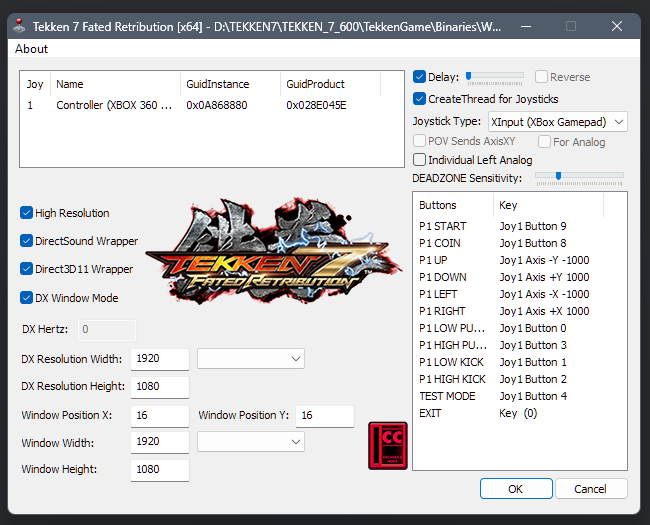 Tekken 7 Fated Retribution [x64] - D:\TEKKEN7\TEKKEN_7_600\TekkenGame\Binaries\W...
About
Joy Name GuidInstance GuidProduct
1 Controller (XBOX 360 ... 0x0A868880 0x028E045E
Delay: Reverse
CreateThread for Joysticks
Joystick Type: XInput (XBox Gamepad)
POV Sends AxisXY For Analog
Individual Left Analog
DEADZONE Sensitivity:
Buttons Key
P1 START Joy1 Button 9
P1 COIN Joy1 Button 8
P1 UP Joy1 Axis -Y -1000
P1 DOWN Joy1 Axis +Y 1000
P1 LEFT Joy1 Axis -X -1000
P1 RIGHT Joy1 Axis +X 1000
P1 LOW PU... Joy1 Button 0
P1 HIGH PU... Joy1 Button 3
P1 LOW KICK Joy1 Button 1
P1 HIGH KICK Joy1 Button 2
TEST MODE Joy1 Button 4
EXIT Key (0)
High Resolution
DirectSound Wrapper
Direct3D11 Wrapper
DX Window Mode
鉄拳
TEKKEN 7
FATED RETRIBUTION
DX Hertz: 0
DX Resolution Width: 1920
DX Resolution Height: 1080
Window Position X: 16 Window Position Y: 16
Window Width: 1920
Window Height: 1080
CC
OK Cancel